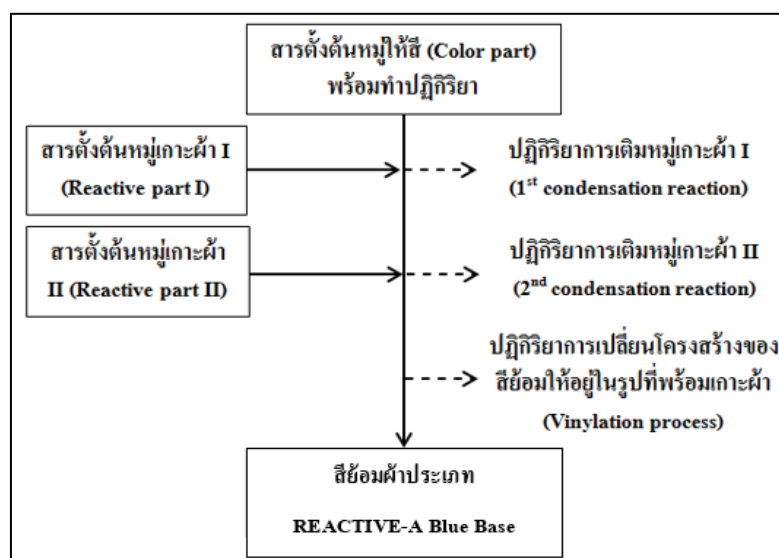 สารตั้งต้นหมู่ให้สี (Color part)
พร้อมทำปฏิกิริยา
สารตั้งต้นหมู่เกาะผ้า I
(Reactive part I)
ปฏิกิริยาการเติมหมู่เกาะผ้า I
(1st condensation reaction)
สารตั้งต้นหมู่เกาะผ้า
II (Reactive part II)
ปฏิกิริยาการเติมหมู่เกาะผ้า II
(2nd condensation reaction)
ปฏิกิริยาการเปลี่ยนโครงสร้างของ
สีย้อมให้อยู่ในรูปที่พร้อมเกาะผ้า
(Vinylation process)
สีย้อมผ้าประเภท
REACTIVE-A Blue Base